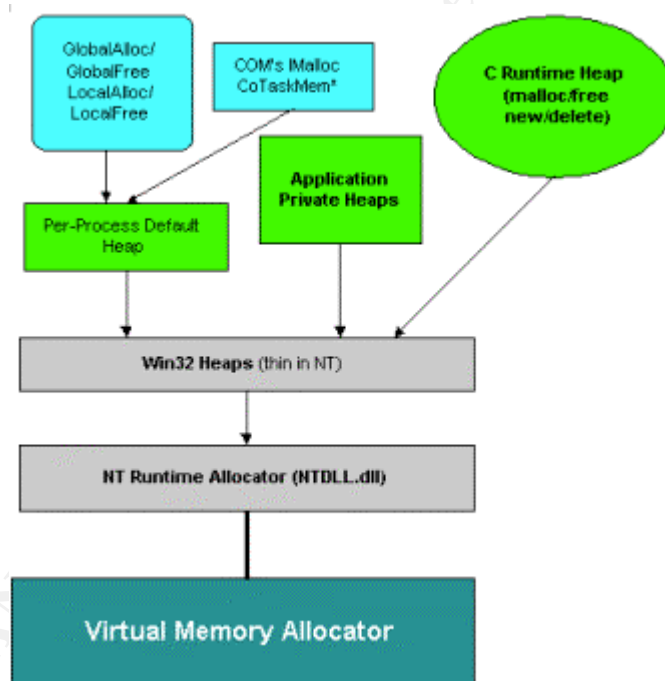 GlobalAlloc/
GlobalFree
LocalAlloc/
LocalFree
COM's IMalloc
CoTaskMem*
C Runtime Heap
(malloc/free
new/delete)
Application
Private Heaps
Per-Process Default
Heap
Win32 Heaps (thin in NT)
NT Runtime Allocator (NTDLL.dll)
Virtual Memory Allocator